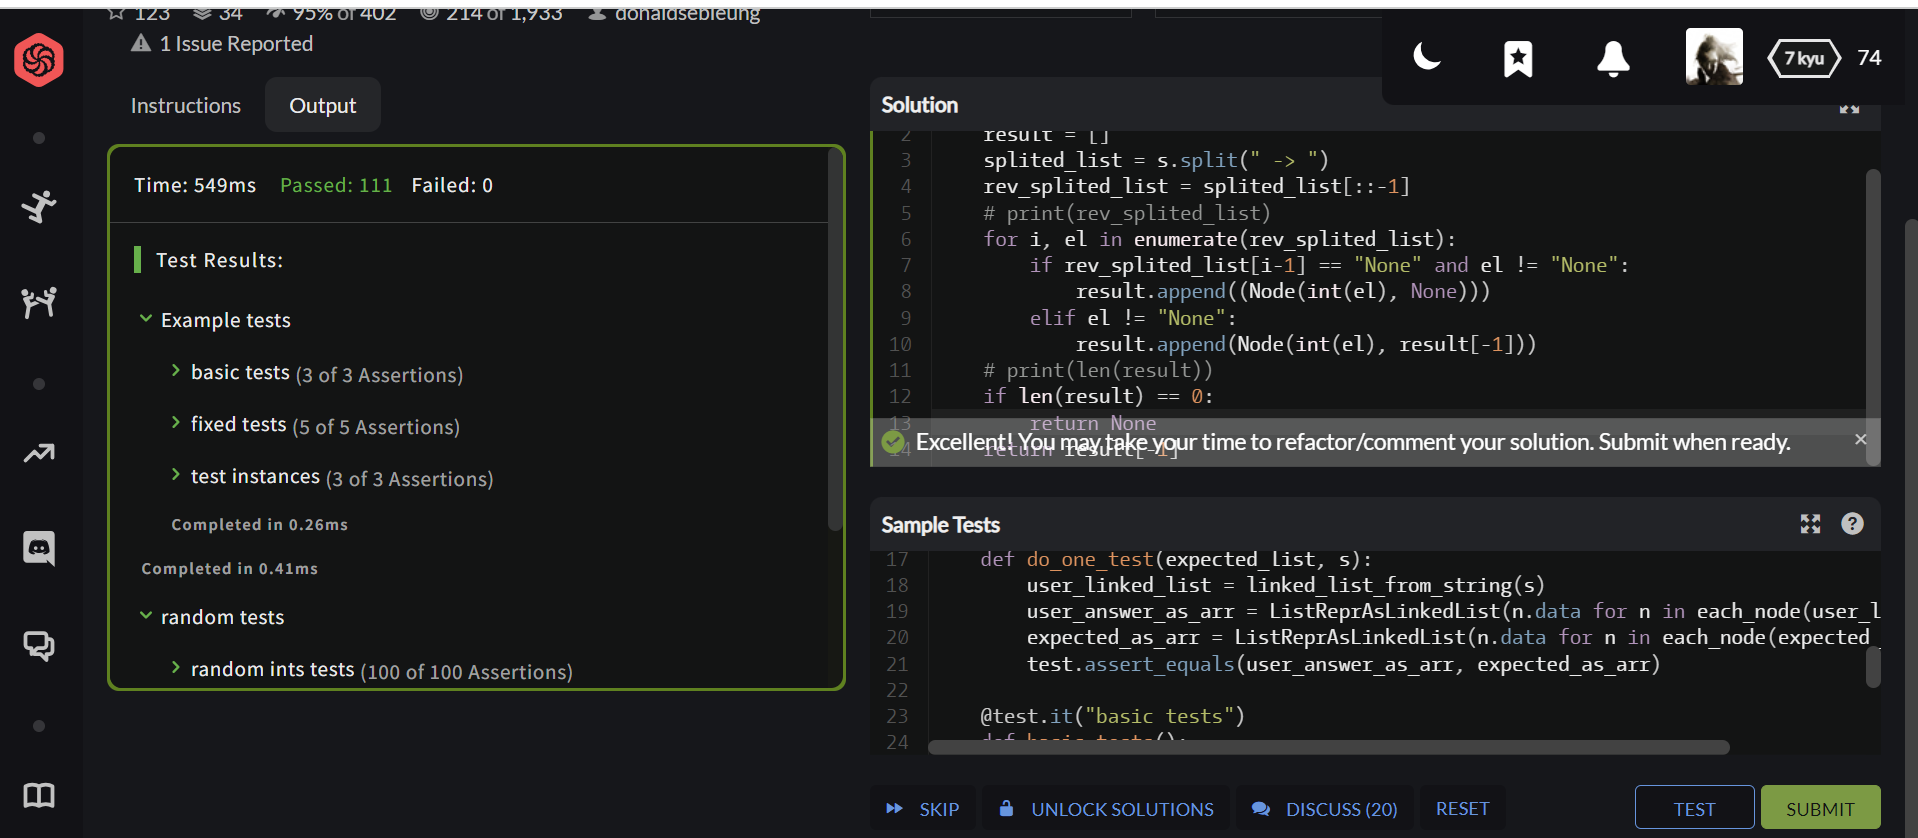 123 34 95% of 402 214 of 1,933 donaldsebleung
1 Issue Reported
7 kyu 74
Instructions Output
Time: 549ms Passed: 111 Failed: 0
Test Results:
Example tests
basic tests (3 of 3 Assertions)
fixed tests (5 of 5 Assertions)
test instances (3 of 3 Assertions)
Completed in 0.26ms
Completed in 0.41ms
random tests
random ints tests (100 of 100 Assertions)
Solution
2 result = []
3 splited_list = s.split(" -> ")
4 rev_splited_list = splited_list[::-1]
5 # print(rev_splited_list)
6 for i, el in enumerate(rev_splited_list):
7 if rev_splited_list[i-1] == "None" and el != "None":
8 result.append((Node(int(el), None)))
9 elif el != "None":
10 result.append(Node(int(el), result[-1]))
11 # print(len(result))
12 if len(result) == 0:
13 return None
14 return result[-1]
Excellent! You may take your time to refactor/comment your solution. Submit when ready.
Sample Tests
17 def do_one_test(expected_list, s):
18 user_linked_list = linked_list_from_string(s)
19 user_answer_as_arr = ListReprAsLinkedList(n.data for n in each_node(user_l
20 expected_as_arr = ListReprAsLinkedList(n.data for n in each_node(expected_
21 test.assert_equals(user_answer_as_arr, expected_as_arr)
22
23 @test.it("basic tests")
24 def basic_tests():
SKIP UNLOCK SOLUTIONS DISCUSS (20) RESET TEST SUBMIT